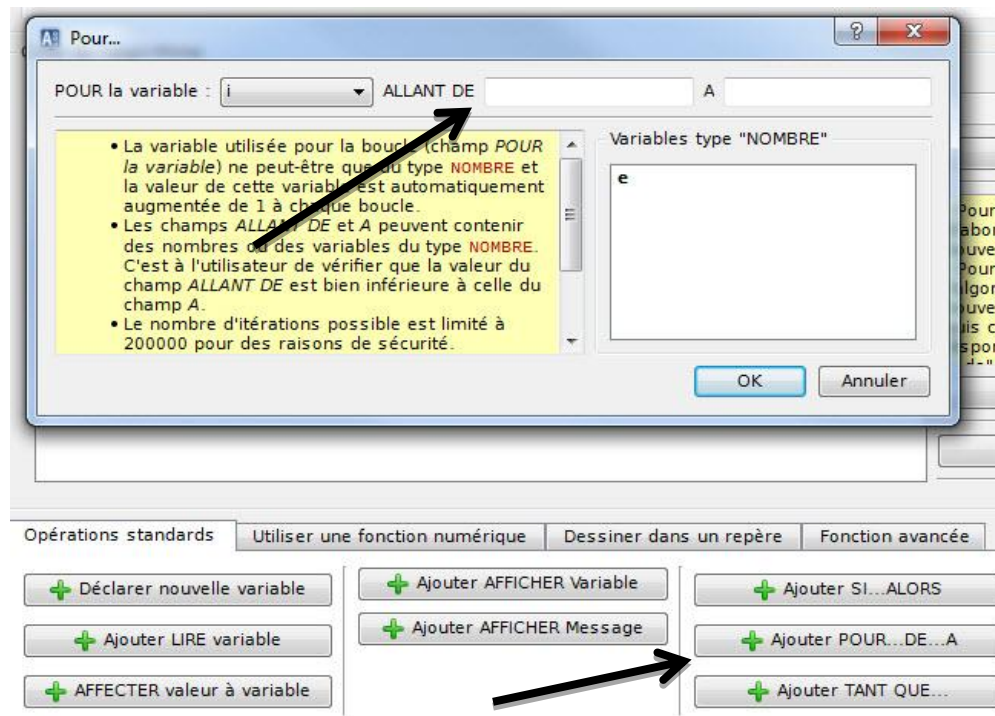 Pour...
POUR la variable : i ALLANT DE A
• La variable utilisée pour la boucle (champ POUR
la variable) ne peut-être que du type NOMBRE et
la valeur de cette variable est automatiquement
augmentée de 1 à chaque boucle.
• Les champs ALLANT DE et A peuvent contenir
des nombres ou des variables du type NOMBRE.
C'est à l'utilisateur de vérifier que la valeur du
champ ALLANT DE est bien inférieure à celle du
champ A.
• Le nombre d'itérations possible est limité à
200000 pour des raisons de sécurité.
Variables type "NOMBRE"
e
OK Annuler
Opérations standards Utiliser une fonction numérique Dessiner dans un repère Fonction avancée
Déclarer nouvelle variable Ajouter AFFICHER Variable Ajouter SI...ALORS
Ajouter LIRE variable Ajouter AFFICHER Message Ajouter POUR...DE...A
AFFECTER valeur à variable Ajouter TANT QUE...